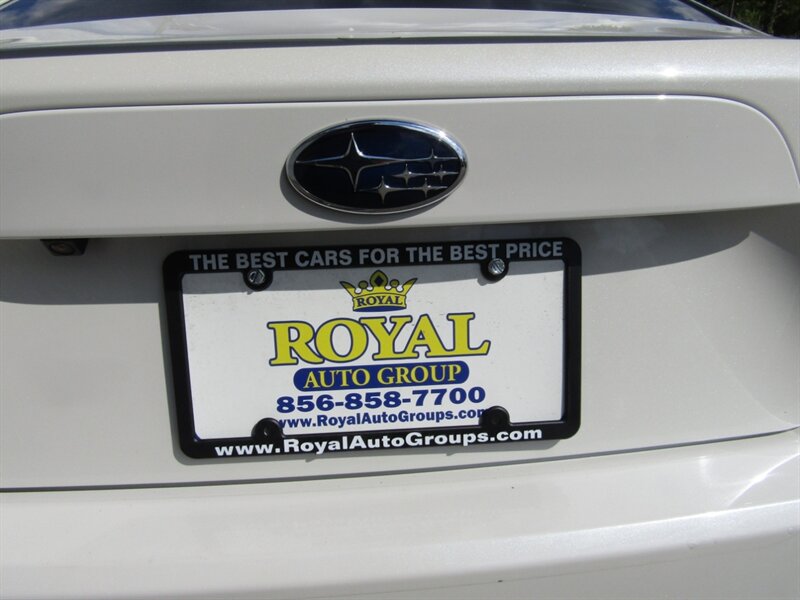 THE BEST CARS FOR THE BEST PRICE
ROYAL
ROYAL
AUTO GROUP
856-858-7700
www.RoyalAutoGroups.com
www.RoyalAutoGroups.com